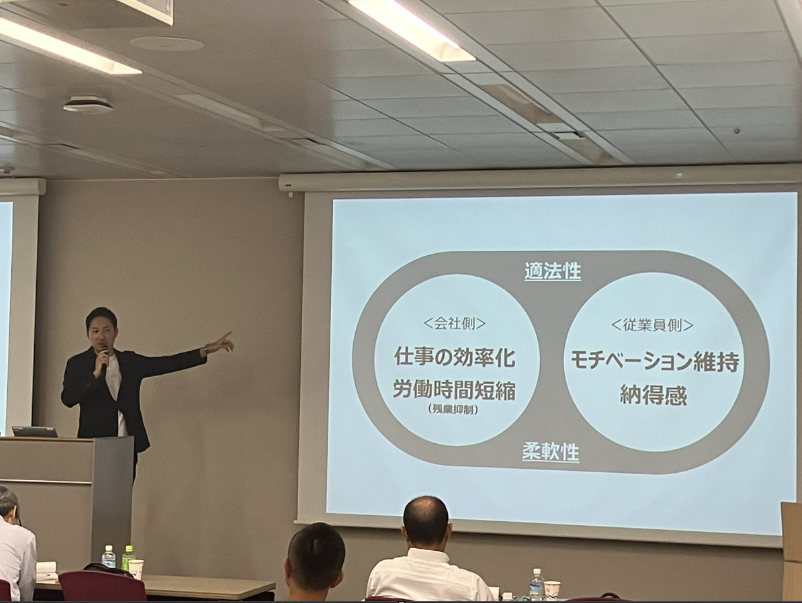 適法性
<会社側>
仕事の効率化
労働時間短縮
(残業抑制)
<従業員側>
モチベーション維持
納得感
柔軟性